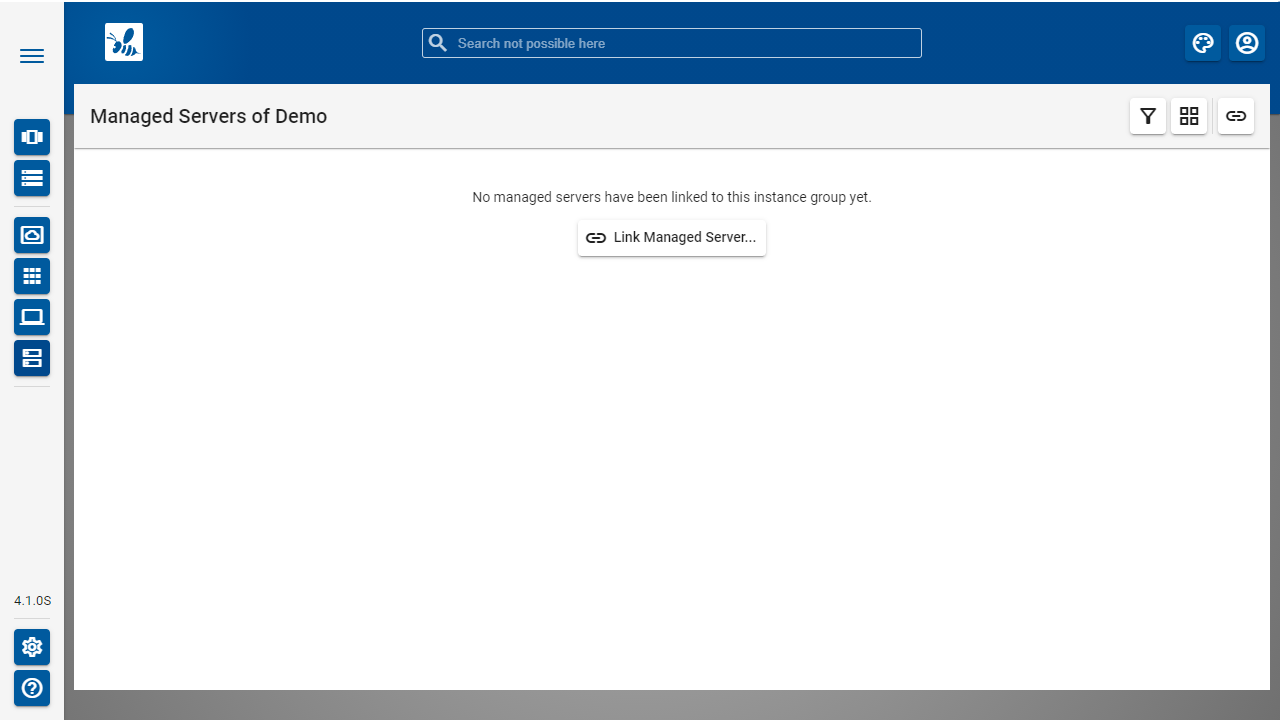 Search not possible here
Managed Servers of Demo
No managed servers have been linked to this instance group yet.
Link Managed Server...
4.1.0S